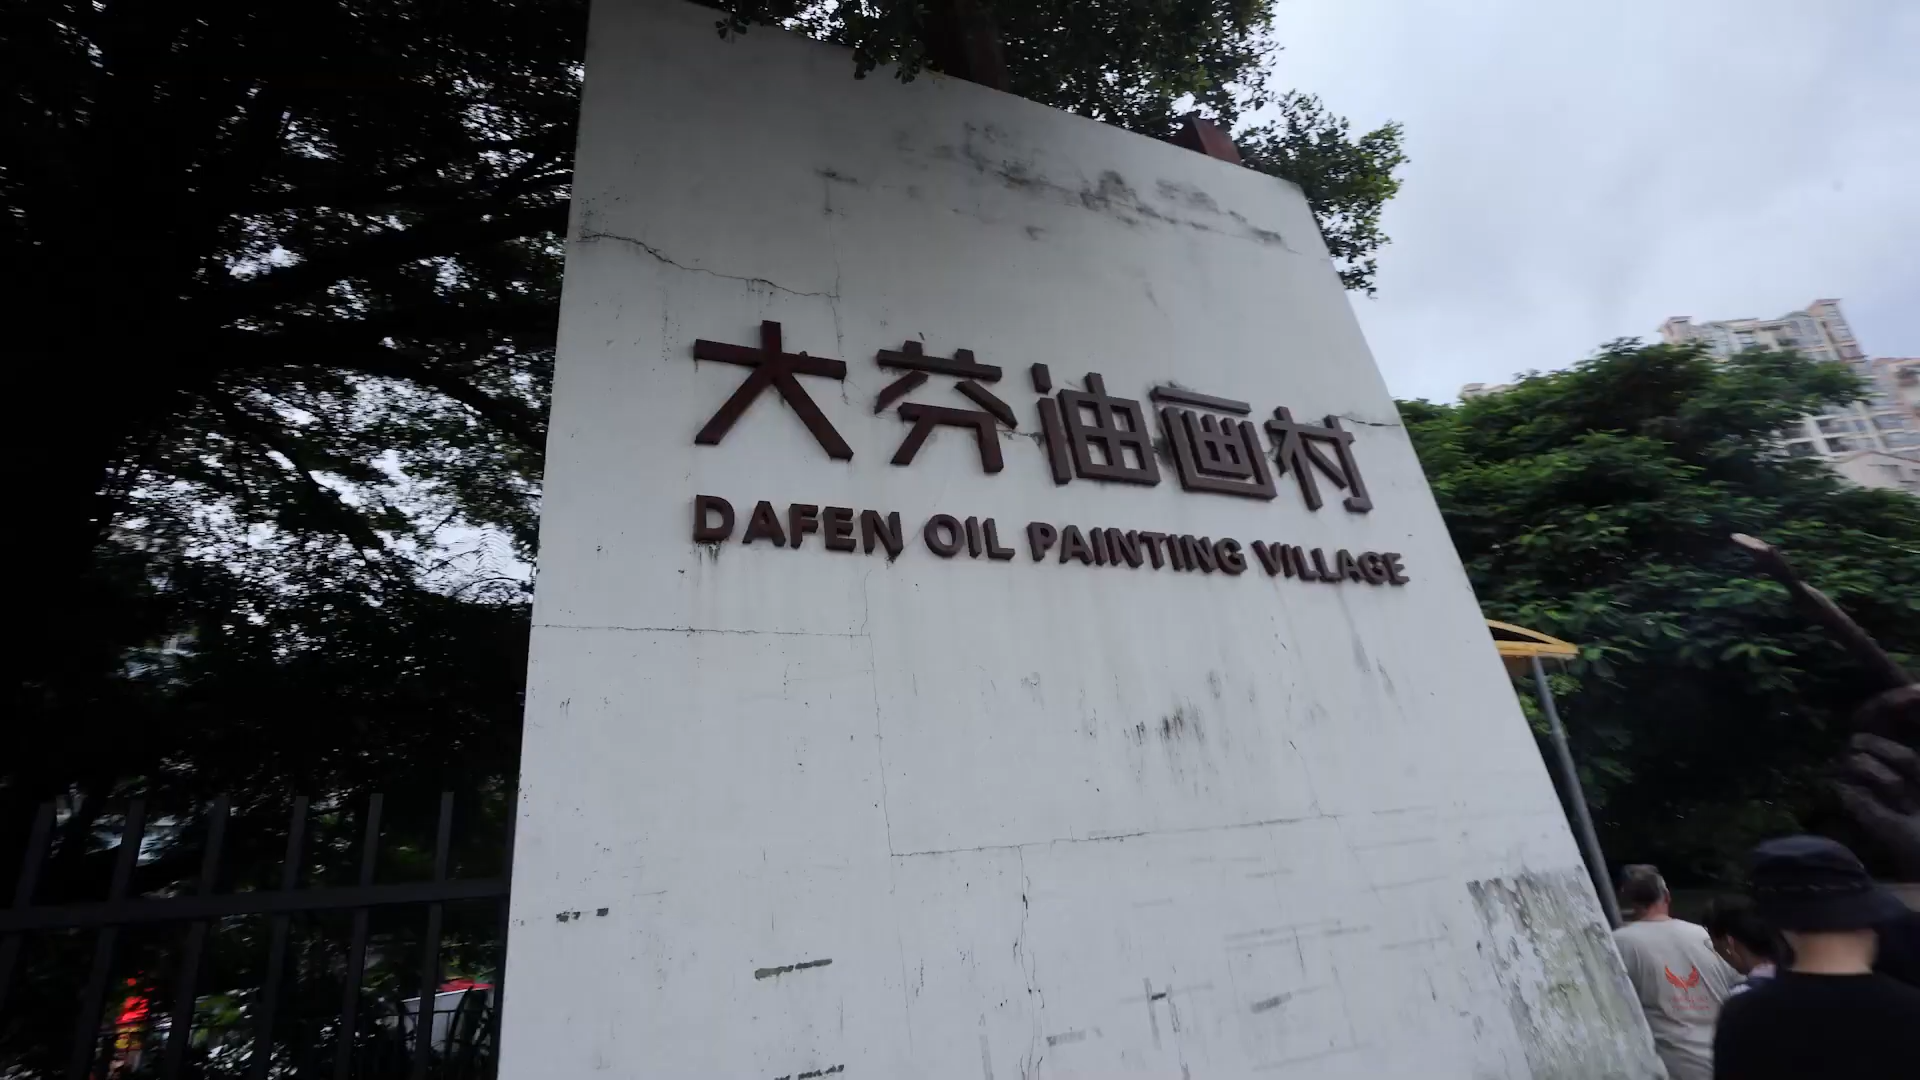 大芬油画村
DAFEN OIL PAINTING VILLAGE